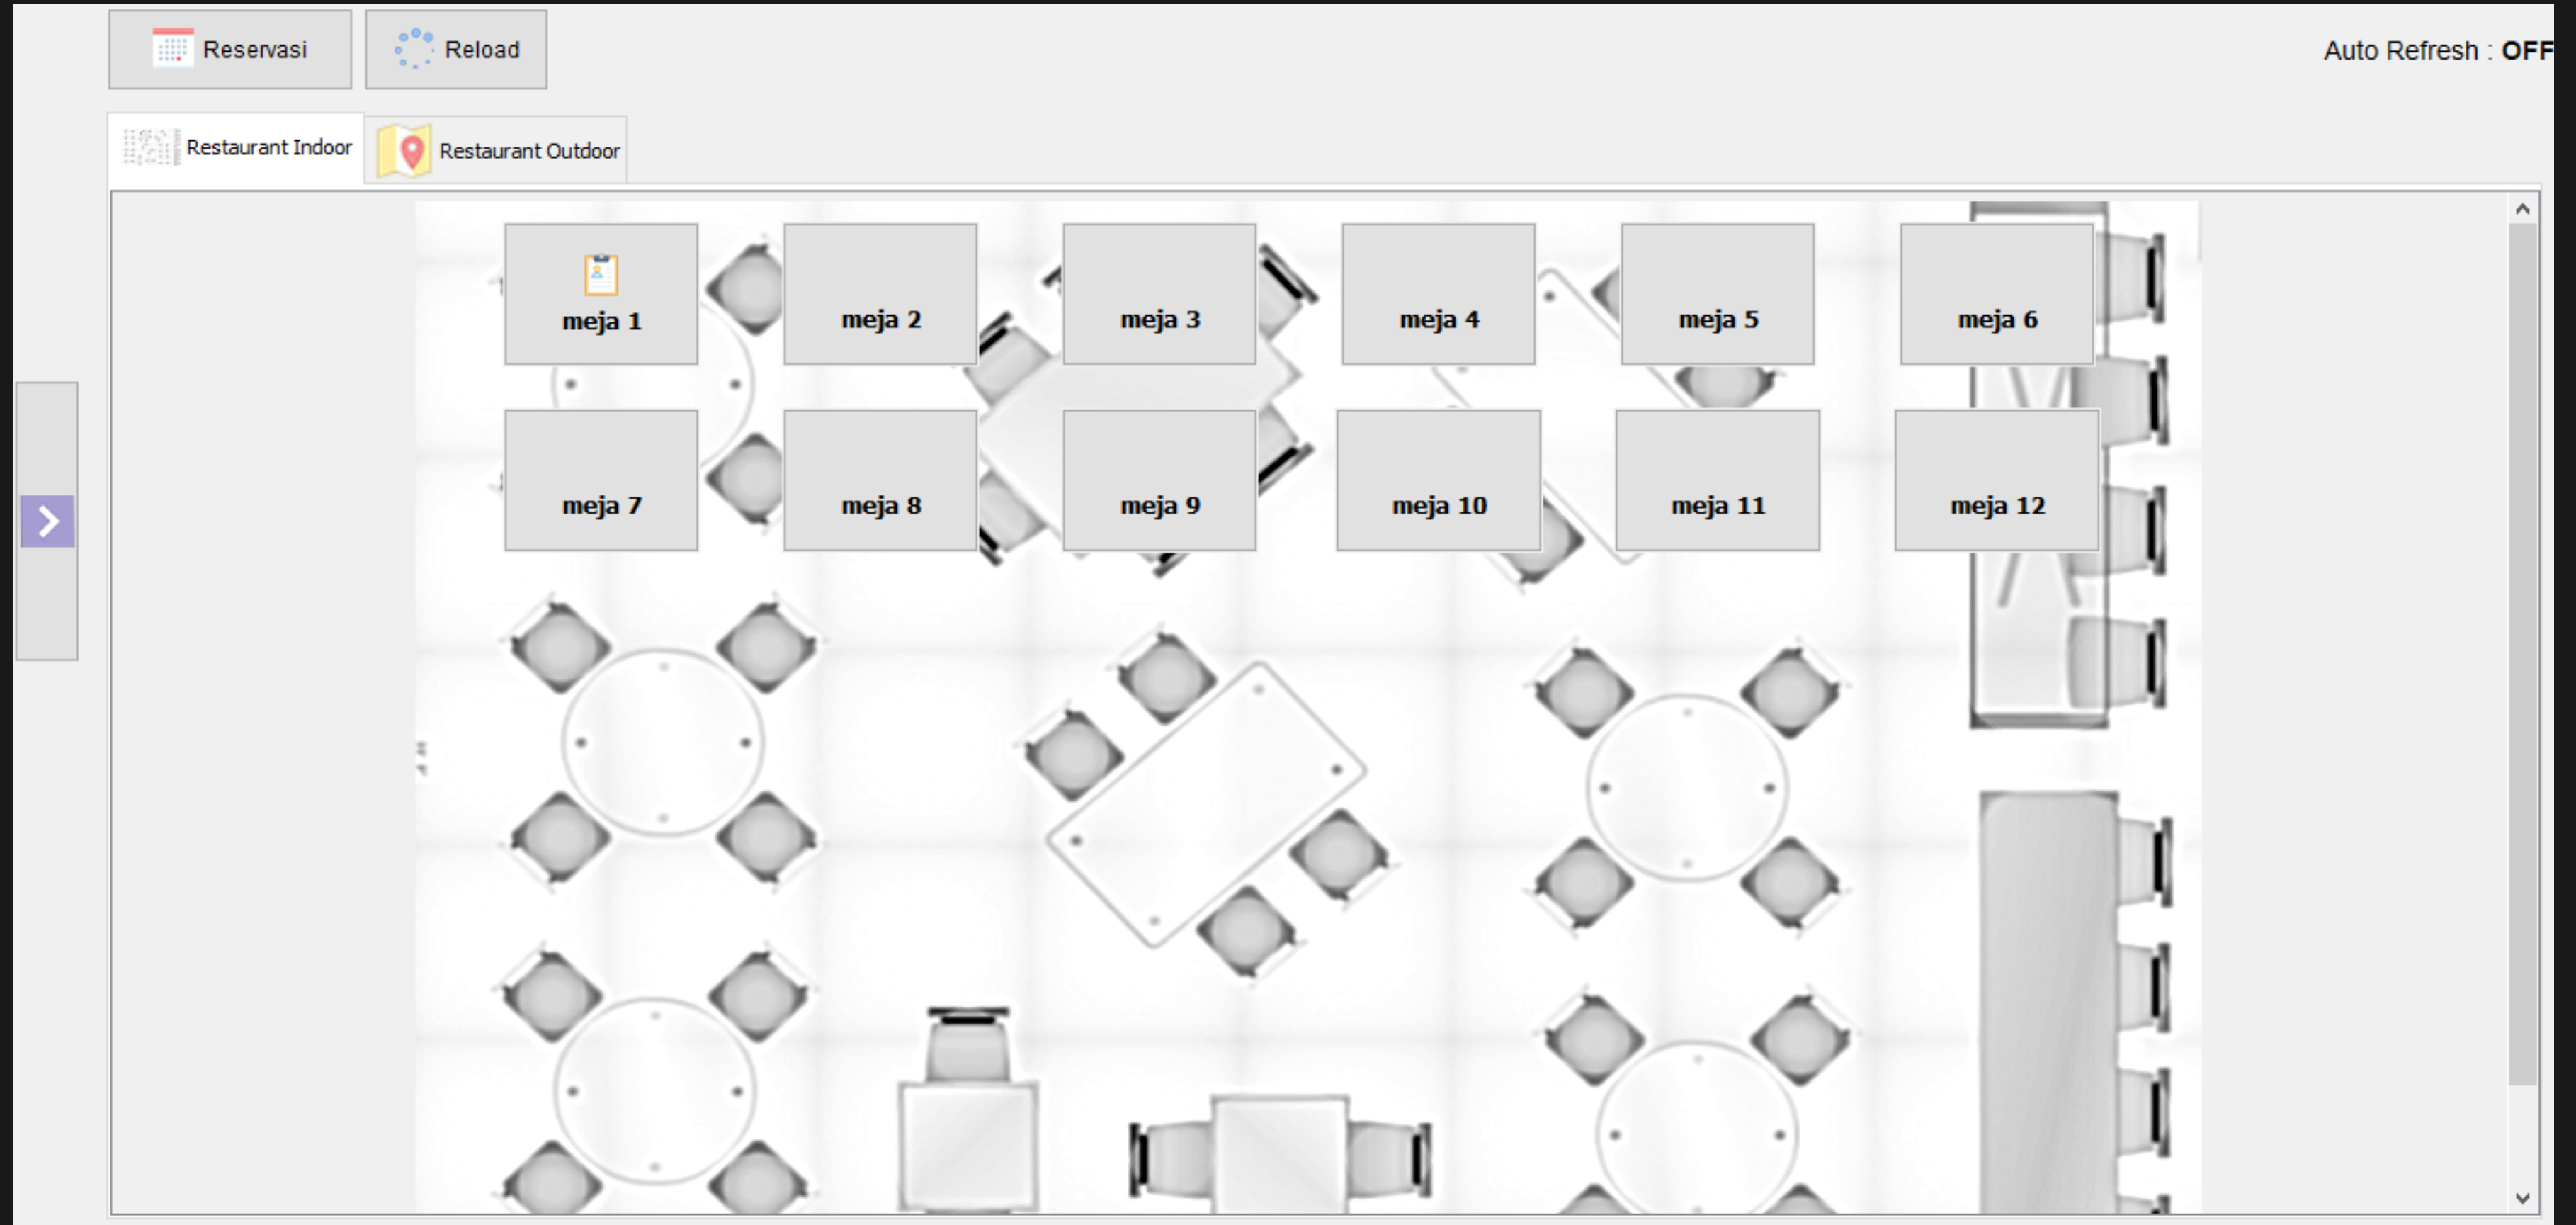 Reservasi
Reload
Auto Refresh : OFF
Restaurant Indoor
Restaurant Outdoor
meja 1
meja 2
meja 3
meja 4
meja 5
meja 6
meja 7
meja 8
meja 9
meja 10
meja 11
meja 12